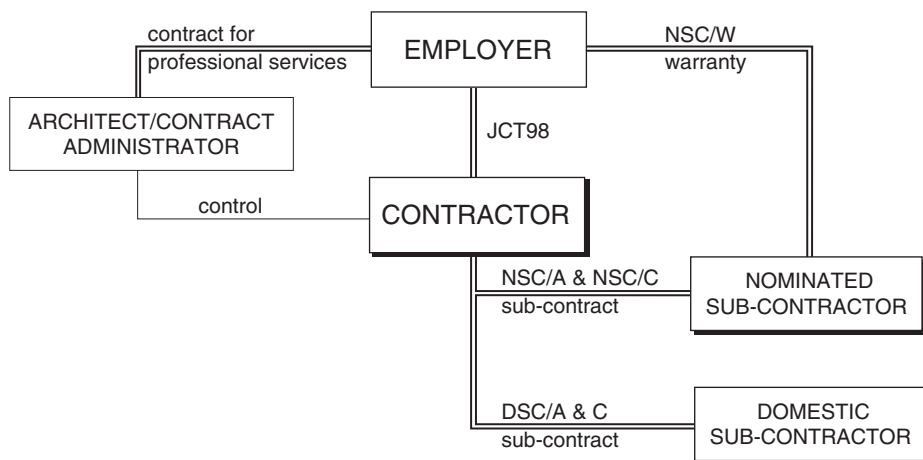 contract for
professional services
EMPLOYER
NSC/W
warranty
ARCHITECT/CONTRACT
ADMINISTRATOR
JCT98
control
CONTRACTOR
NSC/A & NSC/C
sub-contract
NOMINATED
SUB-CONTRACTOR
DSC/A & C
sub-contract
DOMESTIC
SUB-CONTRACTOR